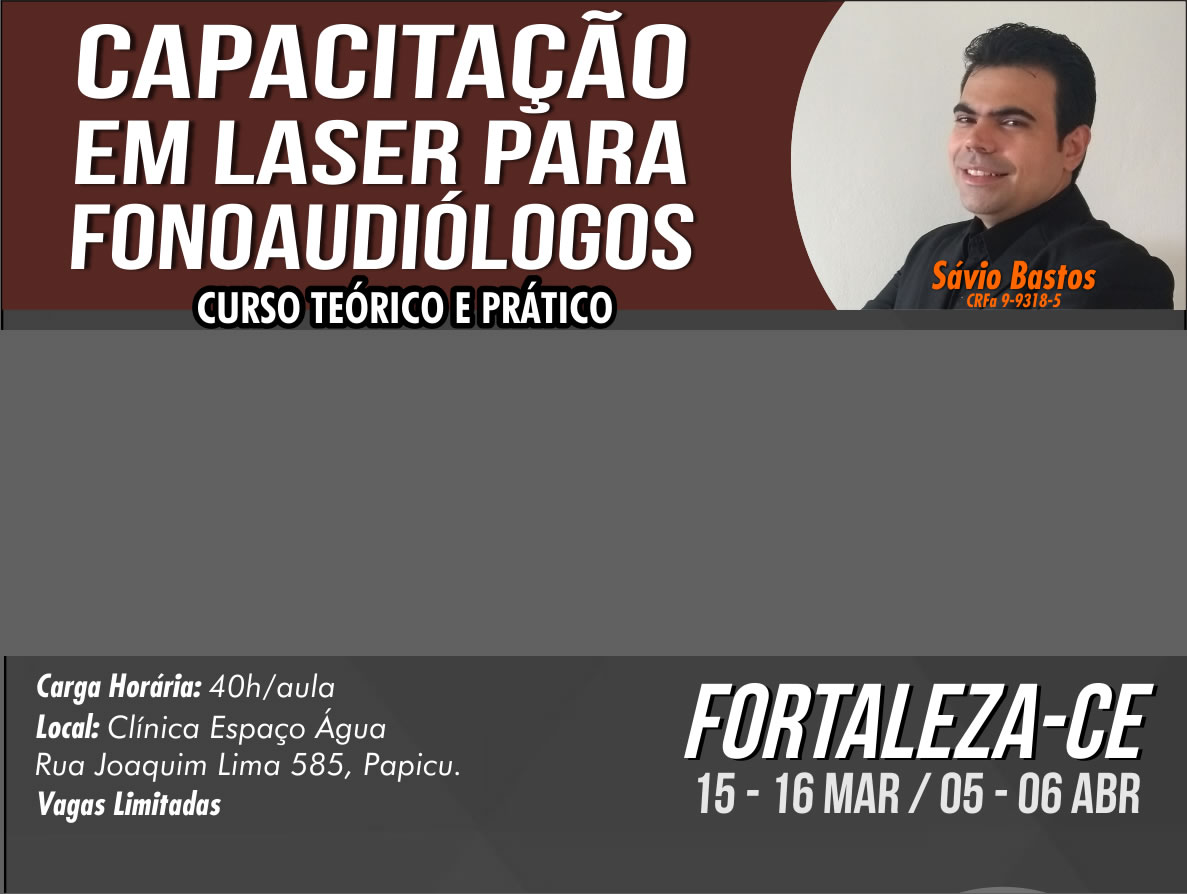 CAPACITAÇÃO
EM LASER PARA
FONOAUDIÓLOGOS
CURSO TEÓRICO E PRÁTICO
Sávio Bastos
CRFa 9-9318-5
Carga Horária: 40h/aula
Local: Clínica Espaço Água
Rua Joaquim Lima 585, Papicu.
Vagas Limitadas
FORTALEZA-CE
15 - 16 MAR / 05 - 06 ABR